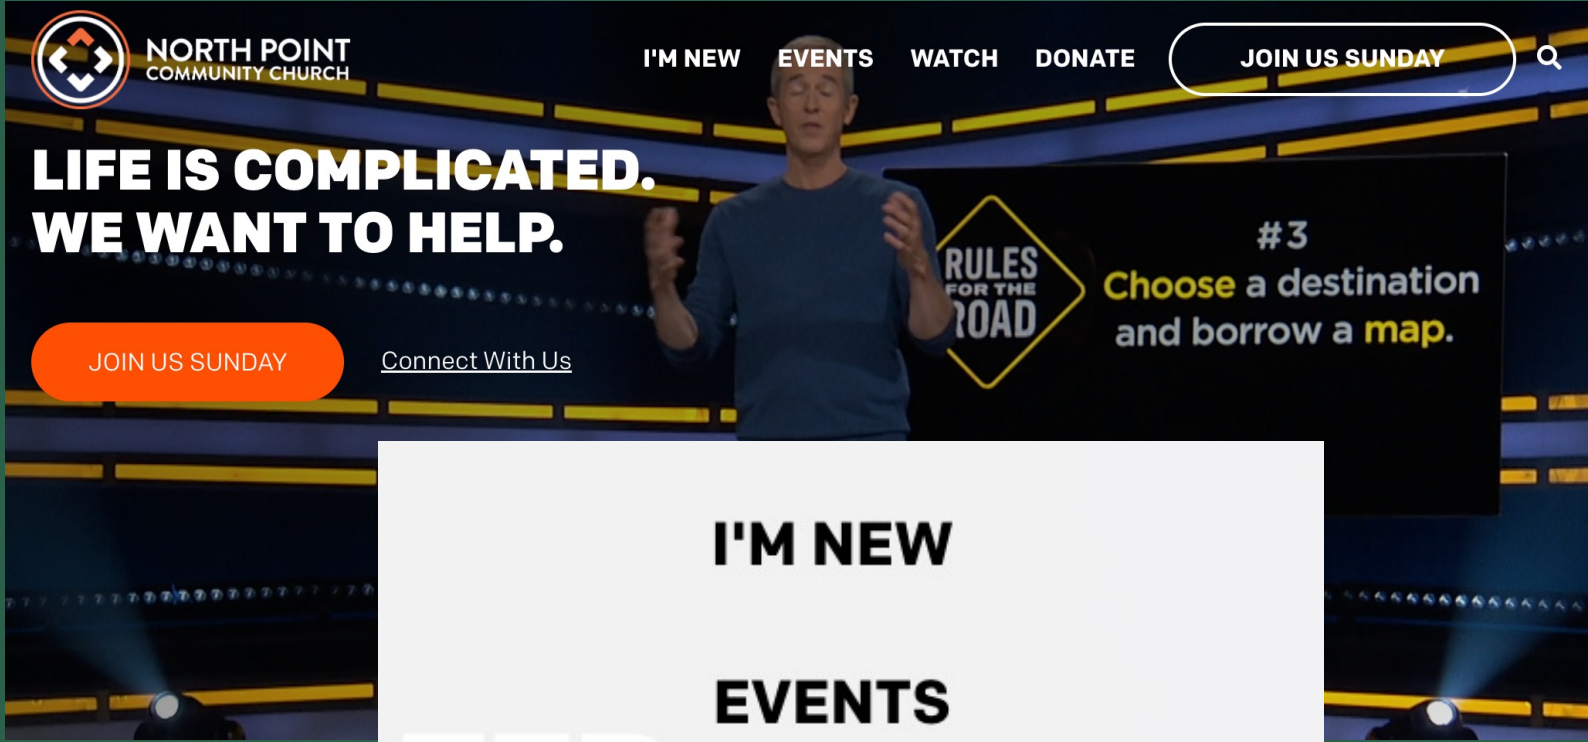 NORTH POINT
COMMUNITY CHURCH
I'M NEW
EVENTS
WATCH
DONATE
JOIN US SUNDAY
LIFE IS COMPLICATED.
WE WANT TO HELP.
JOIN US SUNDAY
Connect With Us
RULES
FOR THE
ROAD
#3
Choose a destination
and borrow a map.
I'M NEW
EVENTS